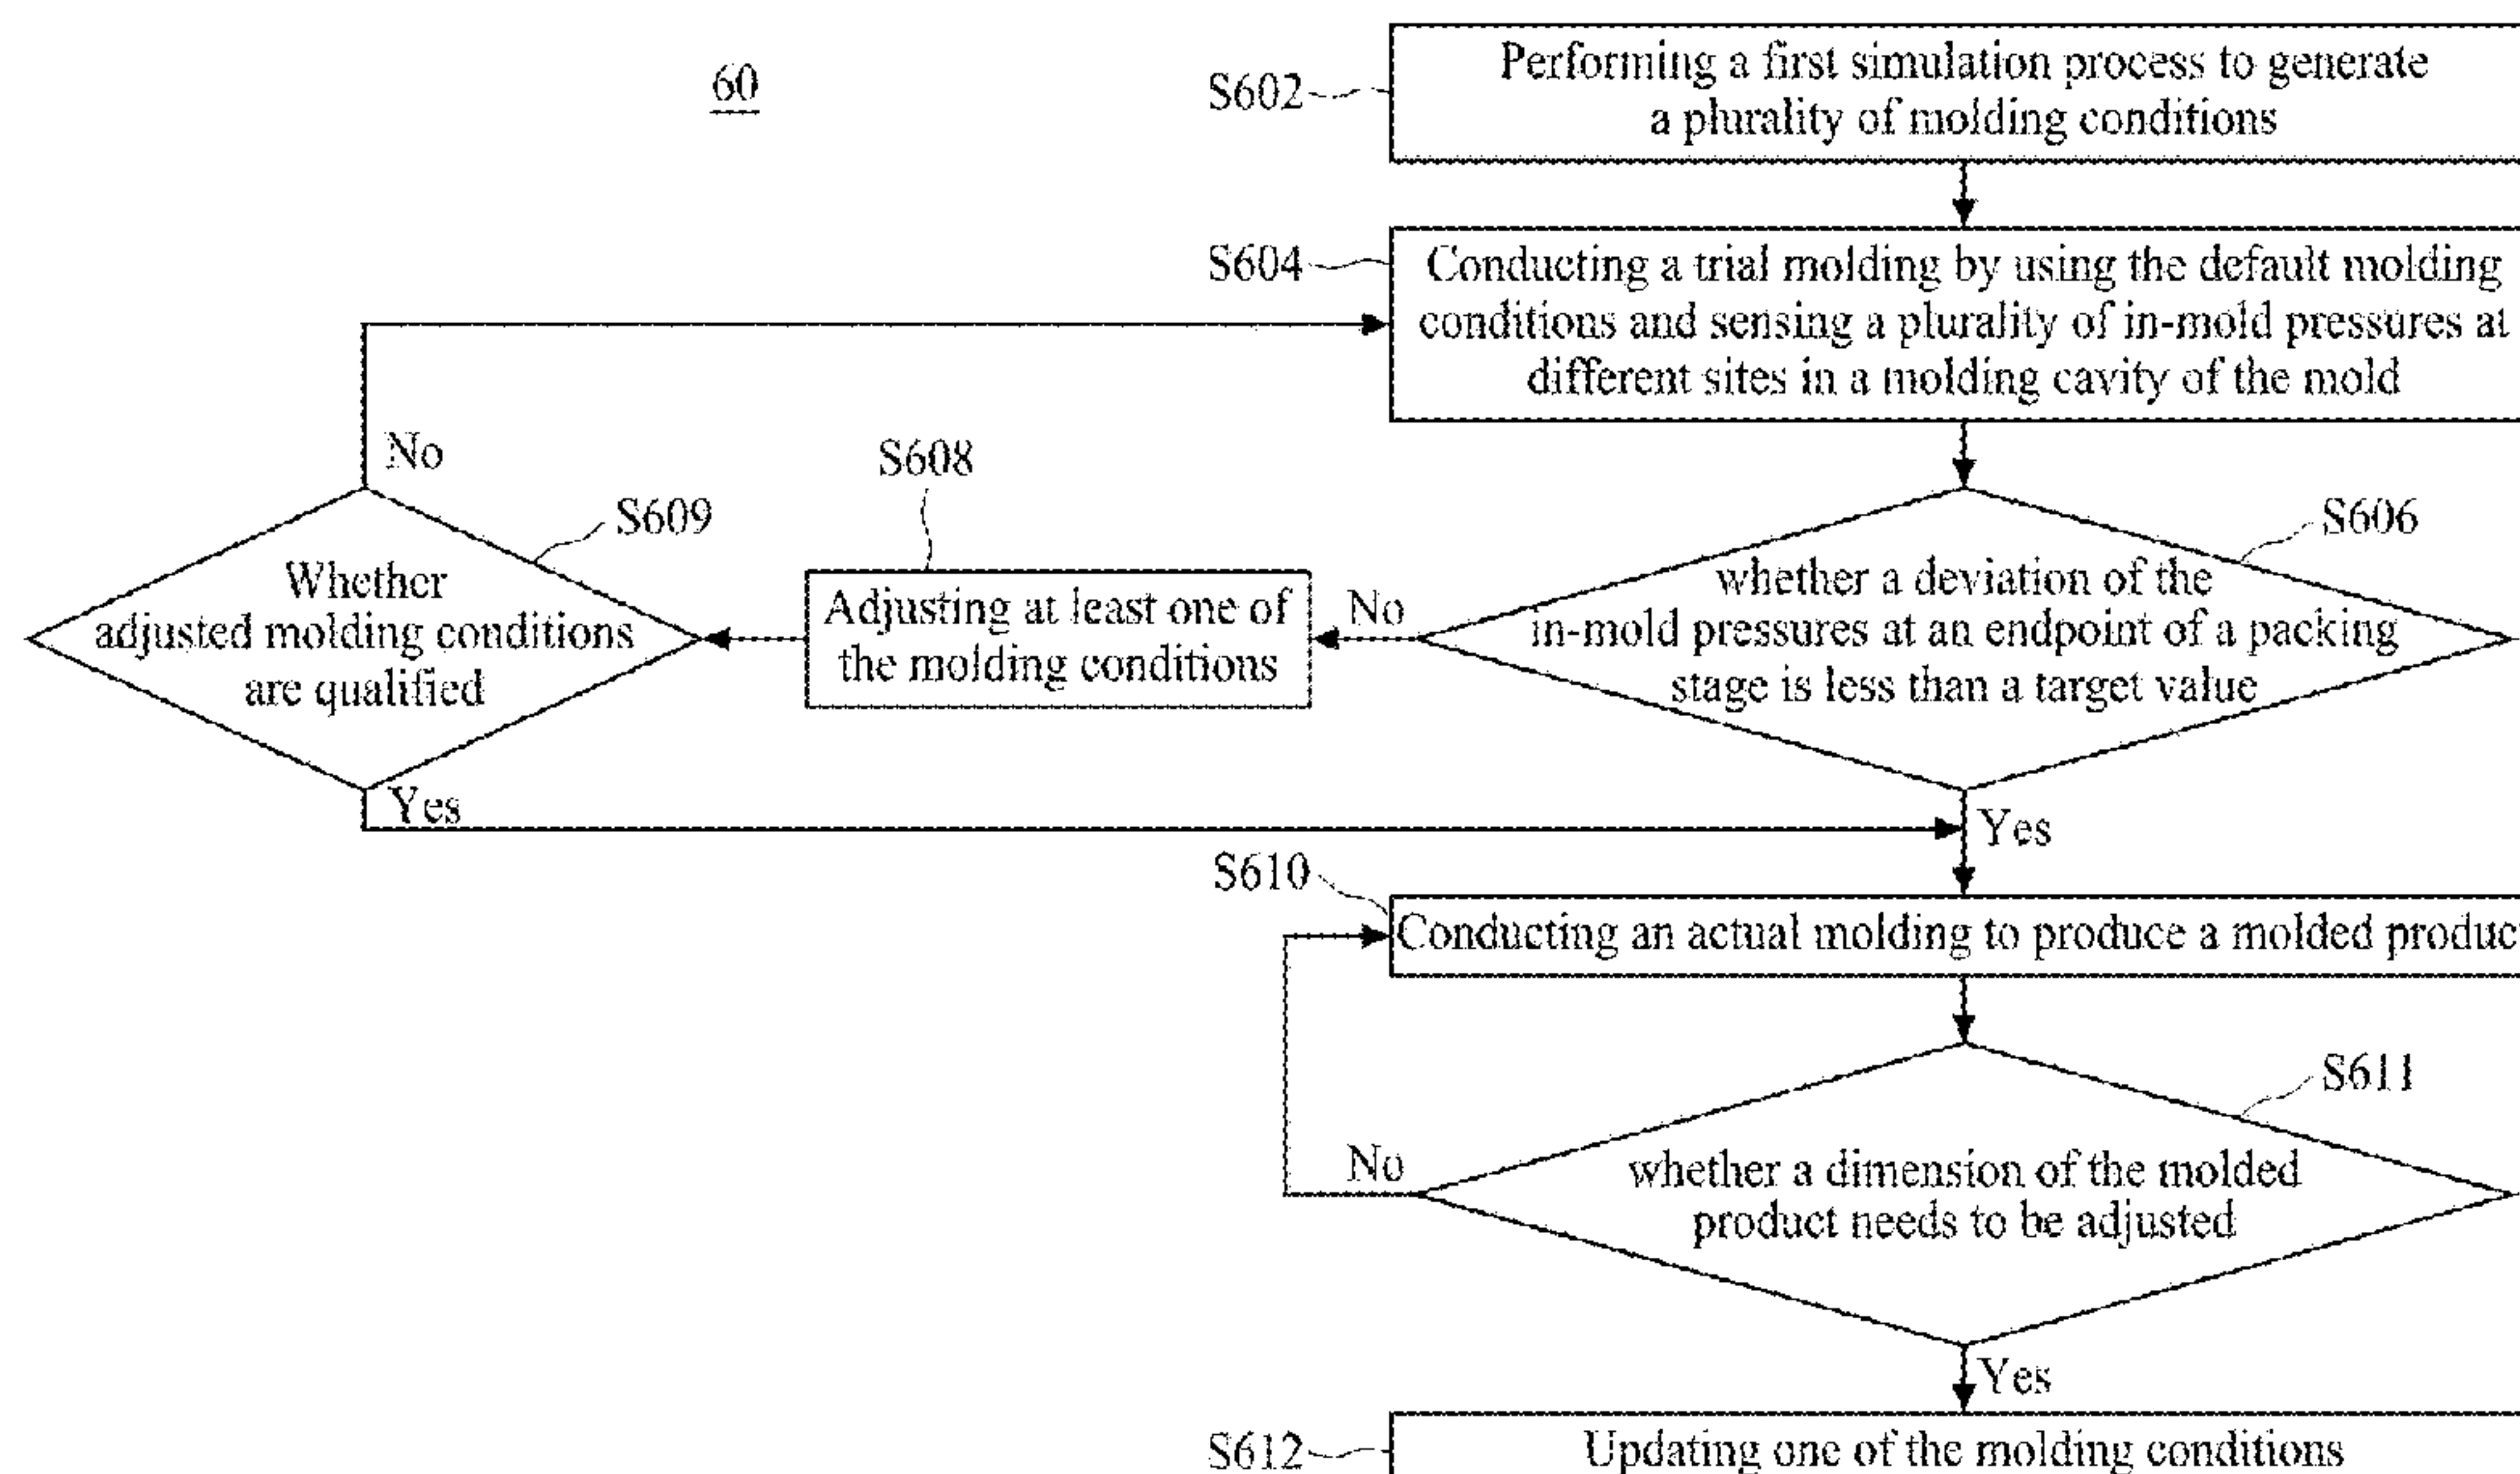 60
S602
Performing a first simulation process to generate
a plurality of molding conditions
S604
Conducting a trial molding by using the default molding
conditions and sensing a plurality of in-mold pressures at
different sites in a molding cavity of the mold
No
S608
S609
S606
Whether
adjusted molding conditions
are qualified
Adjusting at least one of
the molding conditions
No
whether a deviation of the
in-mold pressures at an endpoint of a packing
stage is less than a target value
Yes
Yes
S610
Conducting an actual molding to produce a molded produc
S611
No
whether a dimension of the molded
product needs to be adjusted
Yes
S612
Updating one of the molding conditions